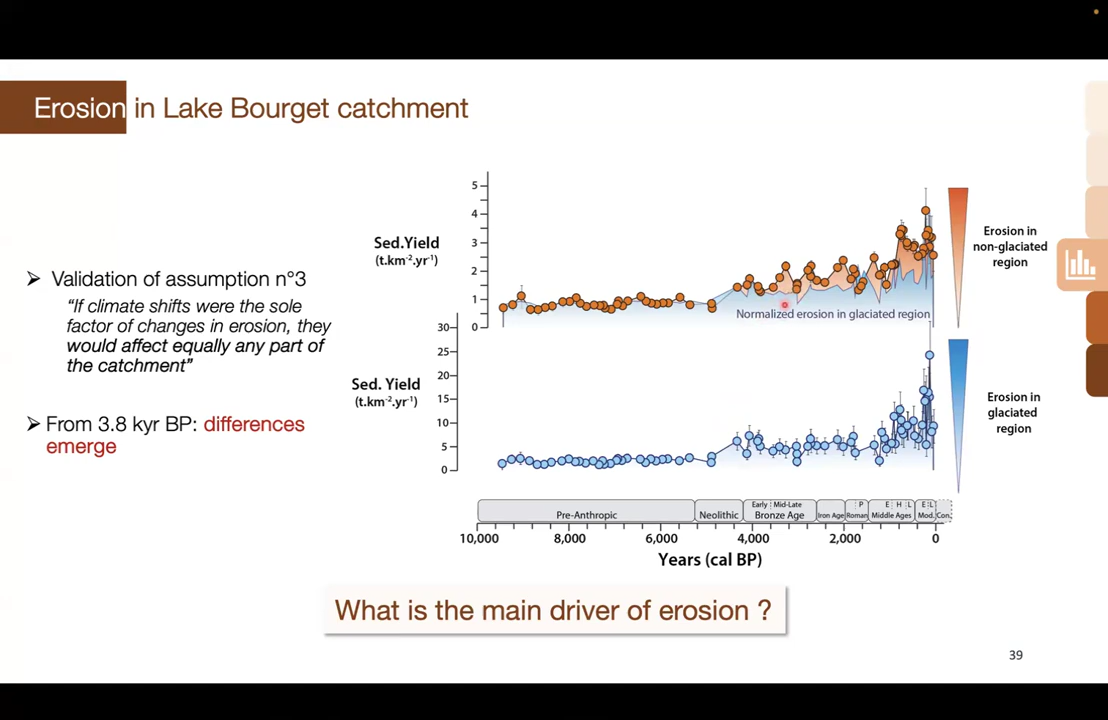 Erosion in Lake Bourget catchment
➢ Validation of assumption n°3
"If climate shifts were the sole
factor of changes in erosion, they
would affect equally any part of
the catchment"
➢ From 3.8 kyr BP: differences
emerge
Sed.Yield
(t.km⁻².yr⁻¹)
5
4
3
2
1
0
Normalized erosion in glaciated region
Erosion in
non-glaciated
region
Sed. Yield
(t.km⁻².yr⁻¹)
30
25
20
15
10
5
0
Erosion in
glaciated
region
Early Mid-Late P E H L E L
Pre-Anthropic Neolithic Bronze Age Iron Age Roman Middle Ages Mod. Con.
10,000 8,000 6,000 4,000 2,000 0
Years (cal BP)
What is the main driver of erosion ?
39